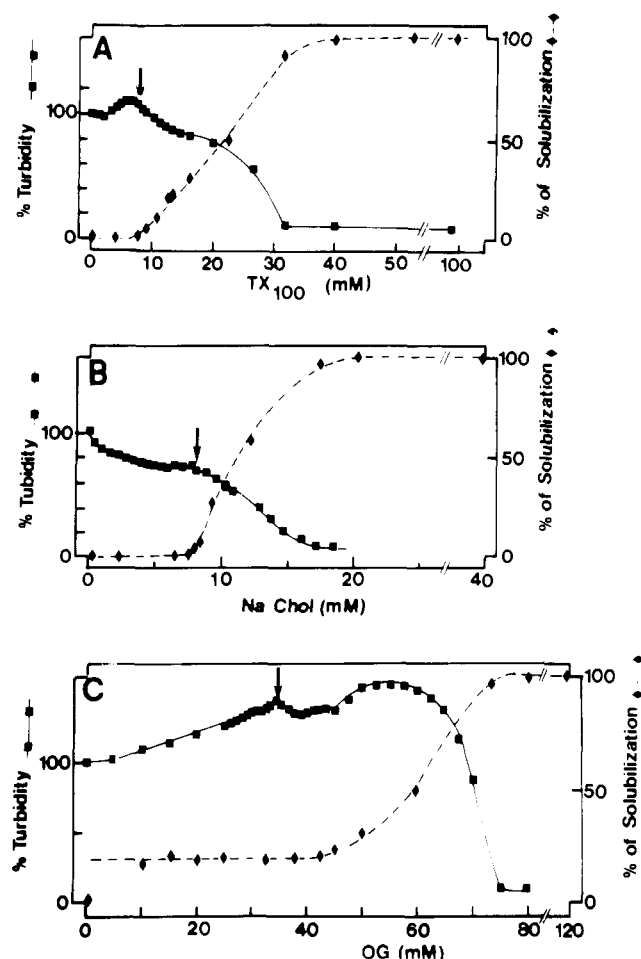 A
% Turbidity
100
0
% of Solubilization
100
50
0
0 10 20 30 40 50 100
TX100 (mM)
B
% Tubidity
100
0
% of Solubilization
100
50
0
0 10 20 40
Na Chol (mM)
C
% Turbidity
100
0
% of Solubilization
100
50
0
0 20 40 60 80 120
OG (mM)